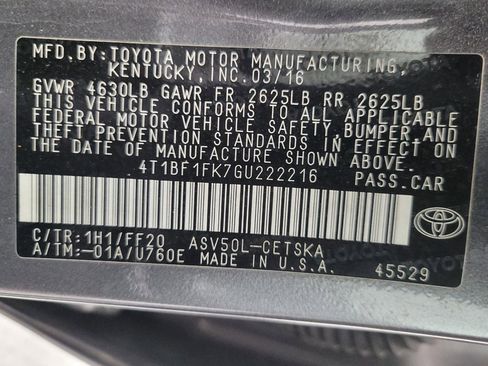 MFD.BY:TOYOTA MOTOR MANUFACTURING,
KENTUCKY,INC.03/16
GVWR 4630LB GAWR FR 2625LB RR 2625LB
THIS VEHICLE CONFORMS TO ALL APPLICABLE
FEDERAL MOTOR VEHICLE SAFETY, BUMPER AND
THEFT PREVENTION STANDARDS IN EFFECT ON
THE DATE OF MANUFACTURE SHOWN ABOVE.
4T1BF1FK7GU222216 PASS.CAR
C/TR:1H1/FF20 ASV50L-CETSKA
A/TM:-01A/U760E MADE IN U.S.A. 45529
TOYOTA